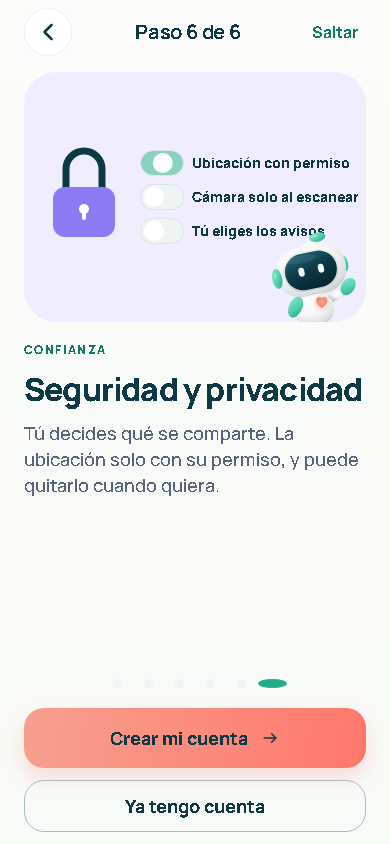 Paso 6 de 6
Saltar
Ubicación con permiso
Cámara solo al escanear
Tú eliges los avisos
CONFIANZA
Seguridad y privacidad
Tú decides qué se comparte. La
ubicación solo con su permiso, y puede
quitarlo cuando quiera.
Crear mi cuenta →
Ya tengo cuenta